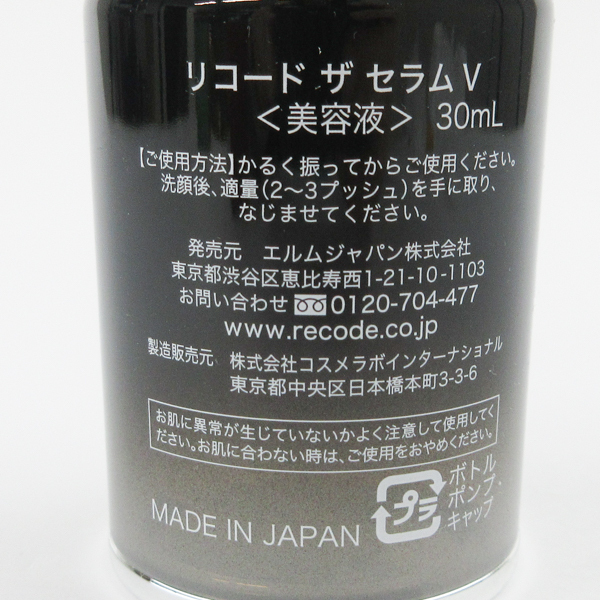 リコード ザ セラム V
＜美容液＞ 30mL
【ご使用方法】かるく振ってからご使用ください。
洗顔後、適量(2〜3プッシュ)を手に取り、
なじませてください。
発売元 エルムジャパン株式会社
東京都渋谷区恵比寿西1-21-10-1103
お問い合わせ 0120-704-477
www.recode.co.jp
製造販売元 株式会社コスメラボインターナショナル
東京都中央区日本橋本町3-3-6
お肌に異常が生じていないかよく注意して使用してく
ださい。お肌に合わない時は、ご使用をおやめください。
MADE IN JAPAN
プラ
ボトル
ポンプ、
キャップ